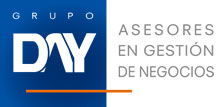 GRUPO
DAY
ASESORES
EN GESTIÓN
DE NEGOCIOS